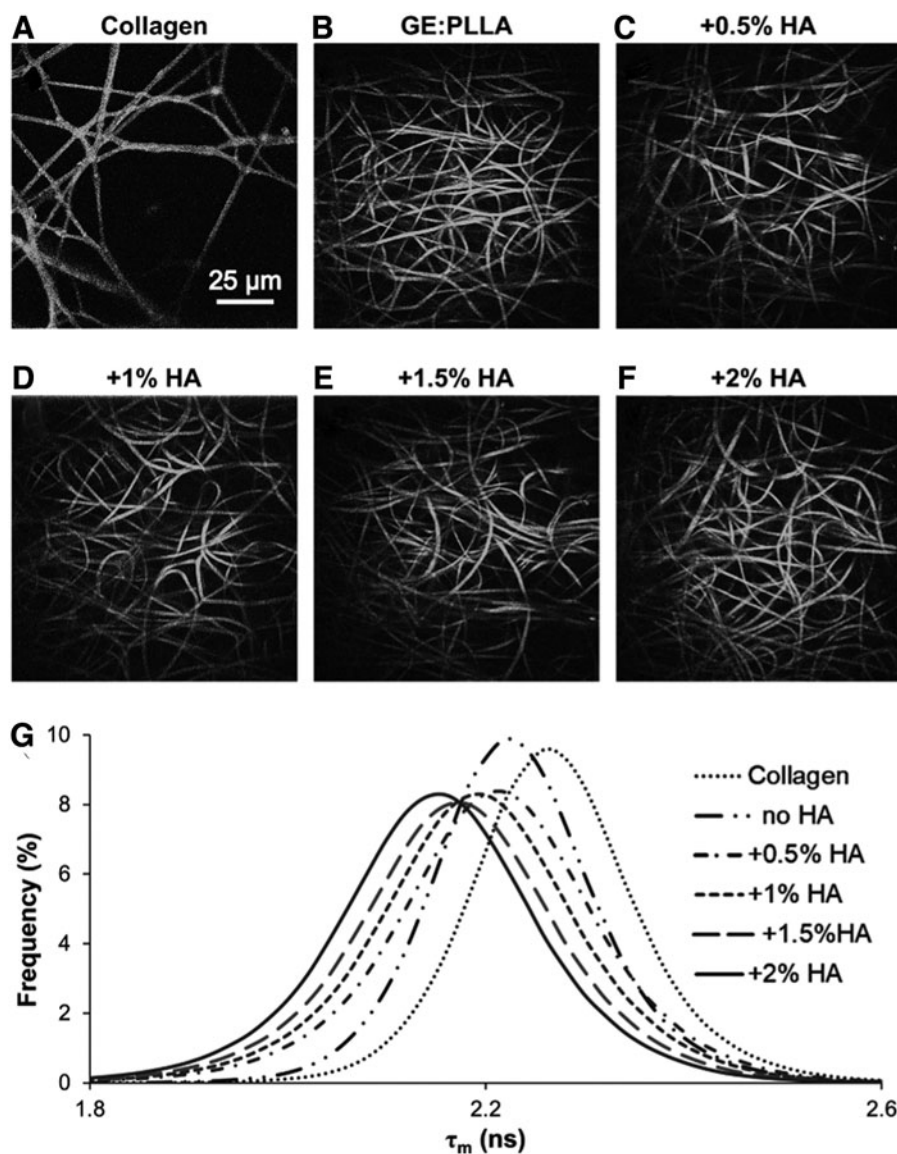 A Collagen
B GE:PLLA
C +0.5% HA
25 µm
D +1% HA
E +1.5% HA
F +2% HA
G
10
8
6
4
2
0
Frequency (%)
1.8
2.2
2.6
τm (ns)
Collagen
no HA
+0.5% HA
+1% HA
+1.5%HA
+2% HA